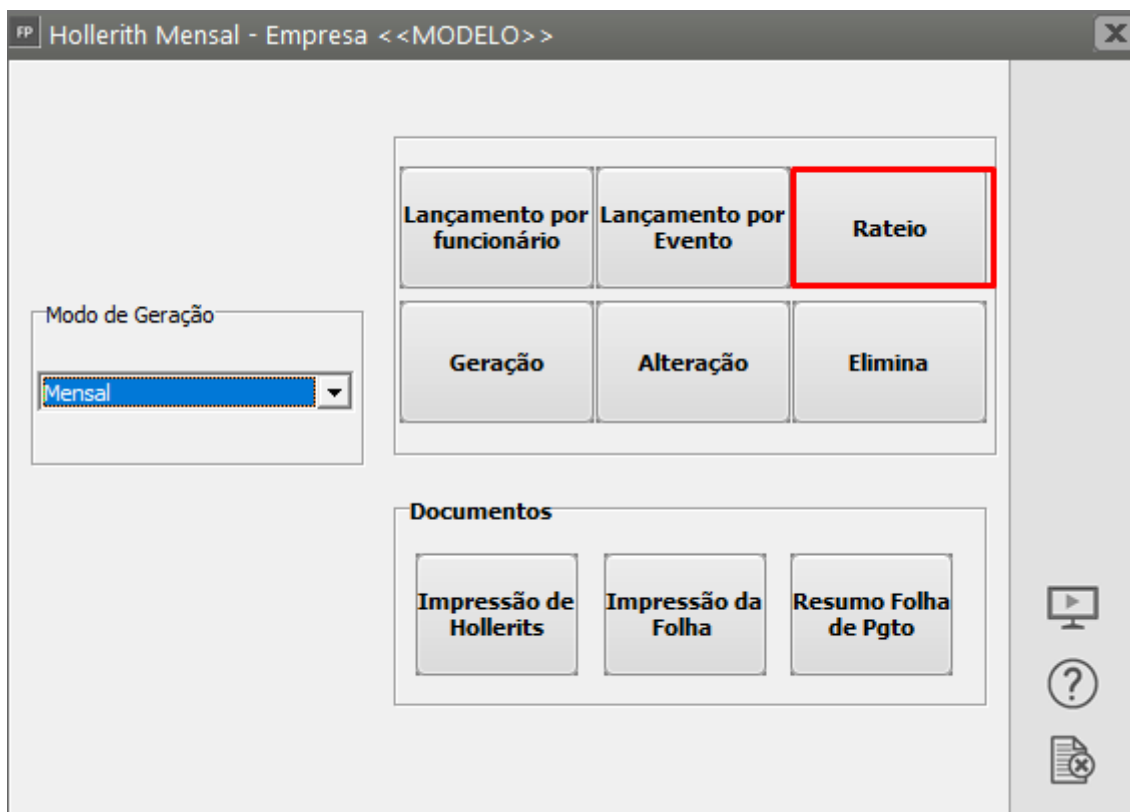 FP Hollerith Mensal - Empresa <<MODELO>>
Lançamento por
funcionário
Lançamento por
Evento
Rateio
Modo de Geração
Mensal
Geração
Alteração
Elimina
Documentos
Impressão de
Hollerits
Impressão da
Folha
Resumo Folha
de Pgto